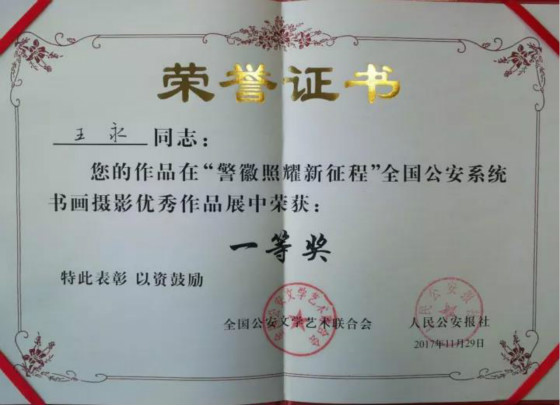 荣誉证书
王永 同志：
您的作品在“警徽照耀新征程”全国公安系统
书画摄影优秀作品展中荣获：
一等奖
特此表彰 以资鼓励
全国公安文学艺术联合会 人民公安报社
2017年11月29日